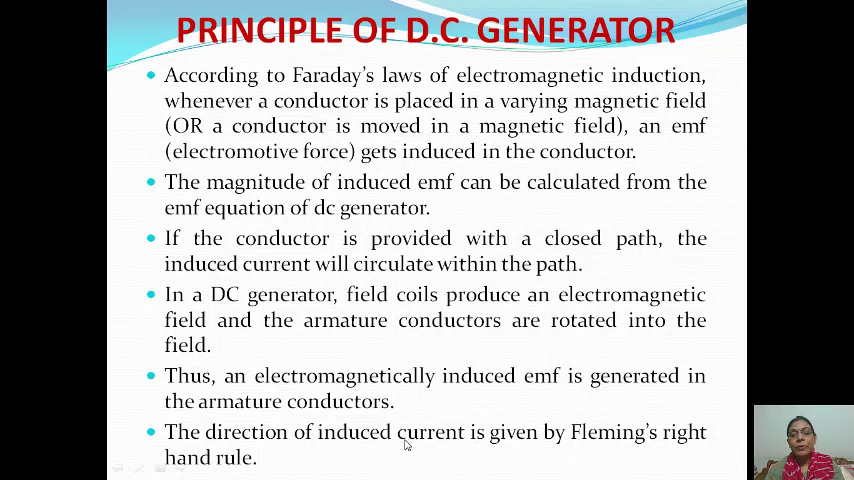 PRINCIPLE OF D.C. GENERATOR
According to Faraday's laws of electromagnetic induction,
whenever a conductor is placed in a varying magnetic field
(OR a conductor is moved in a magnetic field), an emf
(electromotive force) gets induced in the conductor.
The magnitude of induced emf can be calculated from the
emf equation of dc generator.
If the conductor is provided with a closed path, the
induced current will circulate within the path.
In a DC generator, field coils produce an electromagnetic
field and the armature conductors are rotated into the
field.
Thus, an electromagnetically induced emf is generated in
the armature conductors.
The direction of induced current is given by Fleming's right
hand rule.